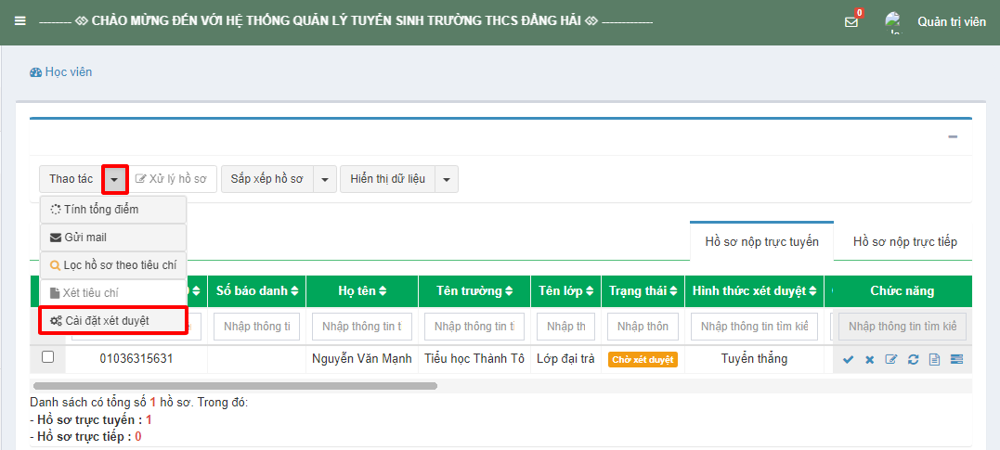 --------- CHÀO MỪNG ĐẾN VỚI HỆ THỐNG QUẢN LÝ TUYỂN SINH TRƯỜNG THCS ĐẰNG HẢI --------------
0
Quản trị viên
Học viên
Thao tác
Xử lý hồ sơ
Sắp xếp hồ sơ
Hiển thị dữ liệu
Tính tổng điểm
Gửi mail
Lọc hồ sơ theo tiêu chí
Xét tiêu chí
Cài đặt xét duyệt
Hồ sơ nộp trực tuyến
Hồ sơ nộp trực tiếp
Số báo danh Họ tên Tên trường Tên lớp Trạng thái Hình thức xét duyệt Chức năng
Nhập thông ti Nhập thông tin t Nhập thông tin tì Nhập th Nhập thôn Nhập thông tin tìm kiế Nhập thông tin tìm kiế
01036315631 Nguyễn Văn Mạnh Tiểu học Thành Tô Lớp đại trà Chờ xét duyệt Tuyển thẳng
Danh sách có tổng số 1 hồ sơ. Trong đó:
- Hồ sơ trực tuyến : 1
- Hồ sơ trực tiếp : 0